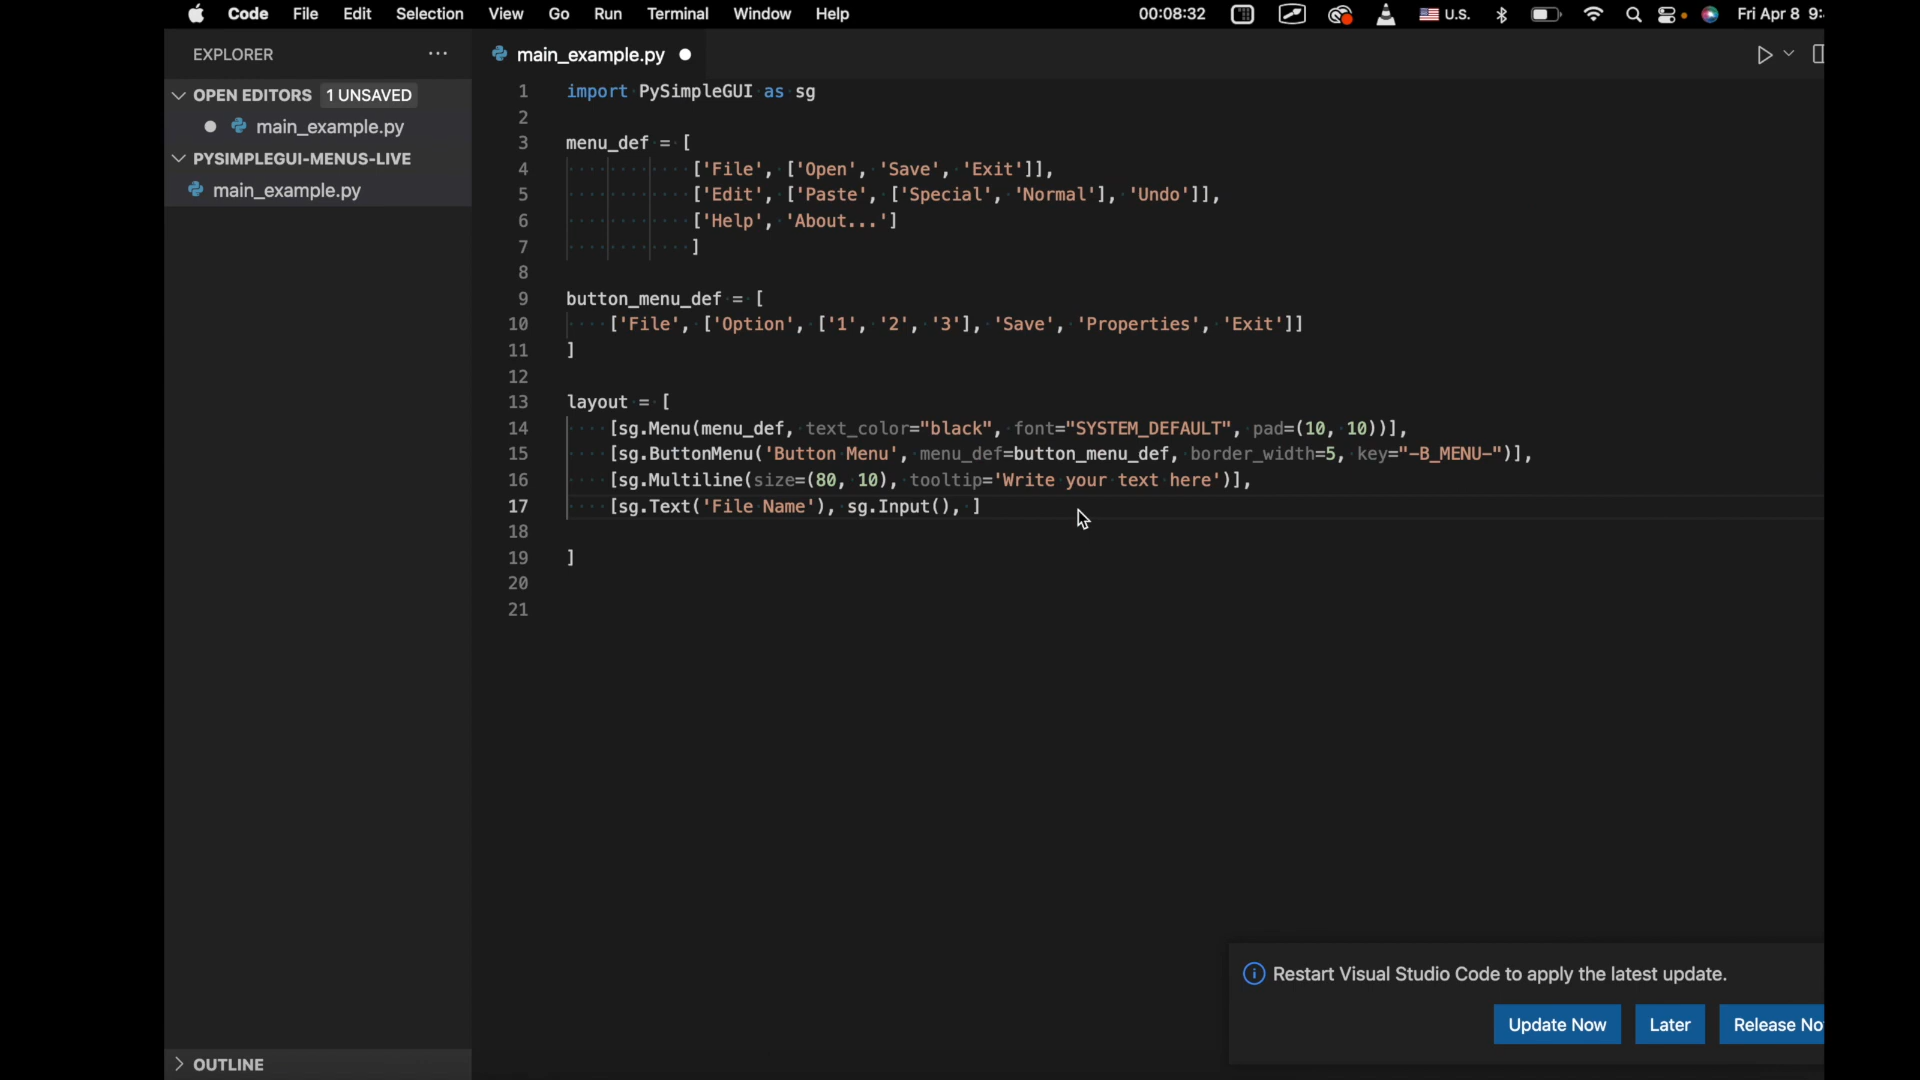 Code File Edit Selection View Go Run Terminal Window Help 00:08:32 U.S. Fri Apr 8 9:
EXPLORER
main_example.py
OPEN EDITORS 1 UNSAVED
main_example.py
PYSIMPLEGUI-MENUS-LIVE
main_example.py
1 import PySimpleGUI as sg
2
3 menu_def = [
4 ['File', ['Open', 'Save', 'Exit']],
5 ['Edit', ['Paste', ['Special', 'Normal'], 'Undo']],
6 ['Help', 'About...']
7 ]
8
9 button_menu_def = [
10 ['File', ['Option', ['1', '2', '3'], 'Save', 'Properties', 'Exit']]
11 ]
12
13 layout = [
14 [sg.Menu(menu_def, text_color="black", font="SYSTEM_DEFAULT", pad=(10, 10))],
15 [sg.ButtonMenu('Button Menu', menu_def=button_menu_def, border_width=5, key="-B_MENU-")],
16 [sg.Multiline(size=(80, 10), tooltip='Write your text here')],
17 [sg.Text('File Name'), sg.Input(), ]
18
19 ]
20
21
Restart Visual Studio Code to apply the latest update.
Update Now Later Release No
OUTLINE